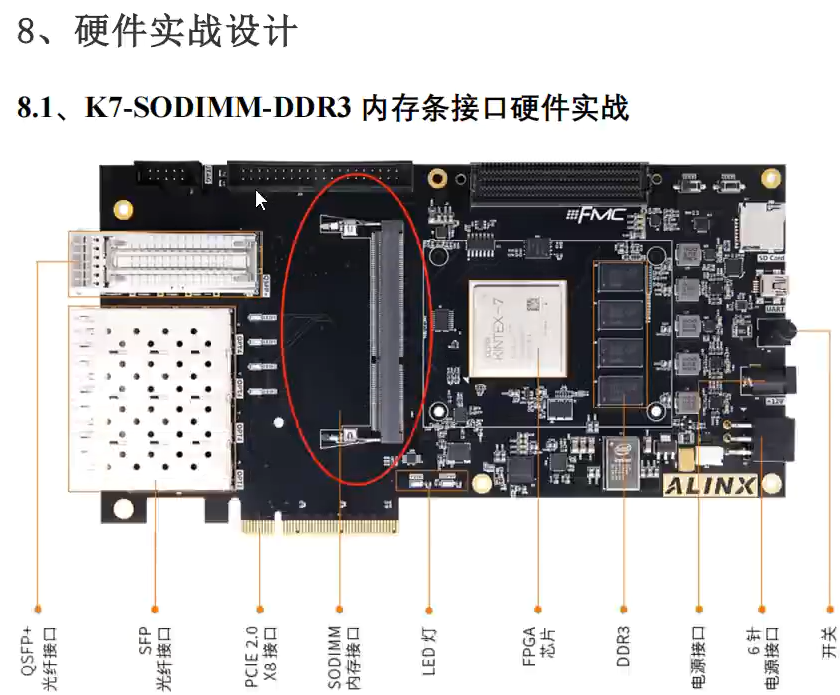 8、硬件实战设计
8.1、K7-SODIMM-DDR3 内存条接口硬件实战
FMC
SD Card
UART
KINTEX-7
+12V
ALINX
QSFP+
光纤接口
SFP
光纤接口
PCIE 2.0
X8 接口
SODIMM
内存接口
LED 灯
FPGA
芯片
DDR3
电源接口
6 针
电源接口
开关